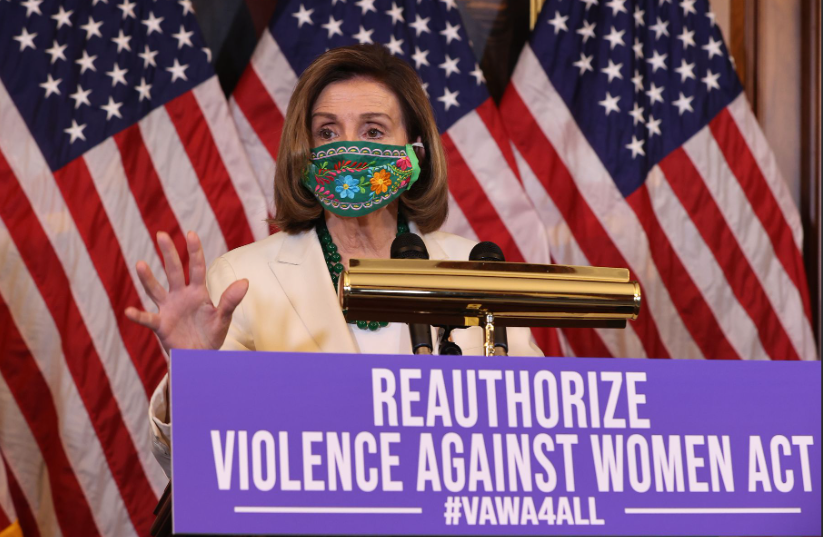 REAUTHORIZE
VIOLENCE AGAINST WOMEN ACT
#VAWA4ALL